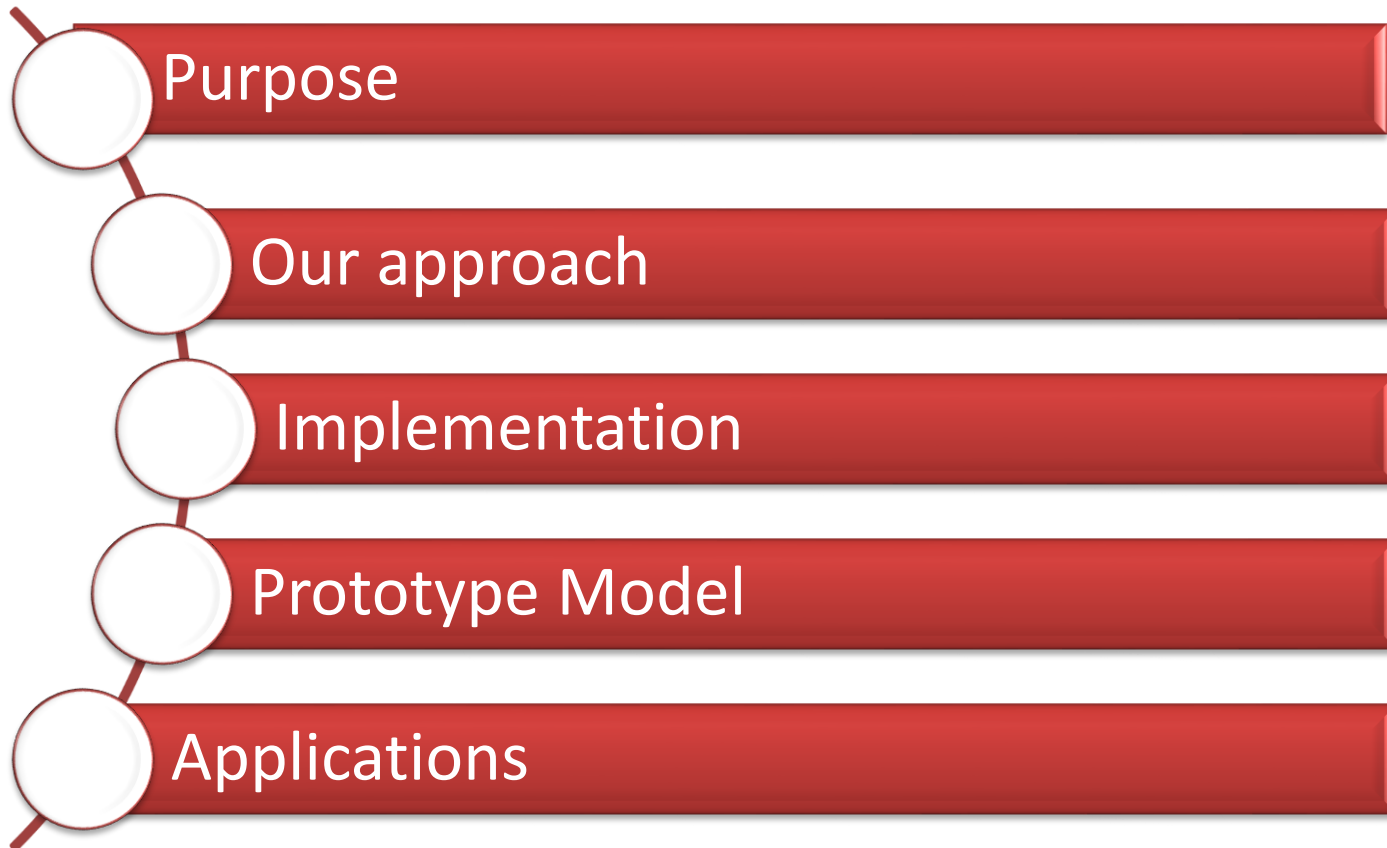 Purpose
Our approach
Implementation
Prototype Model
Applications